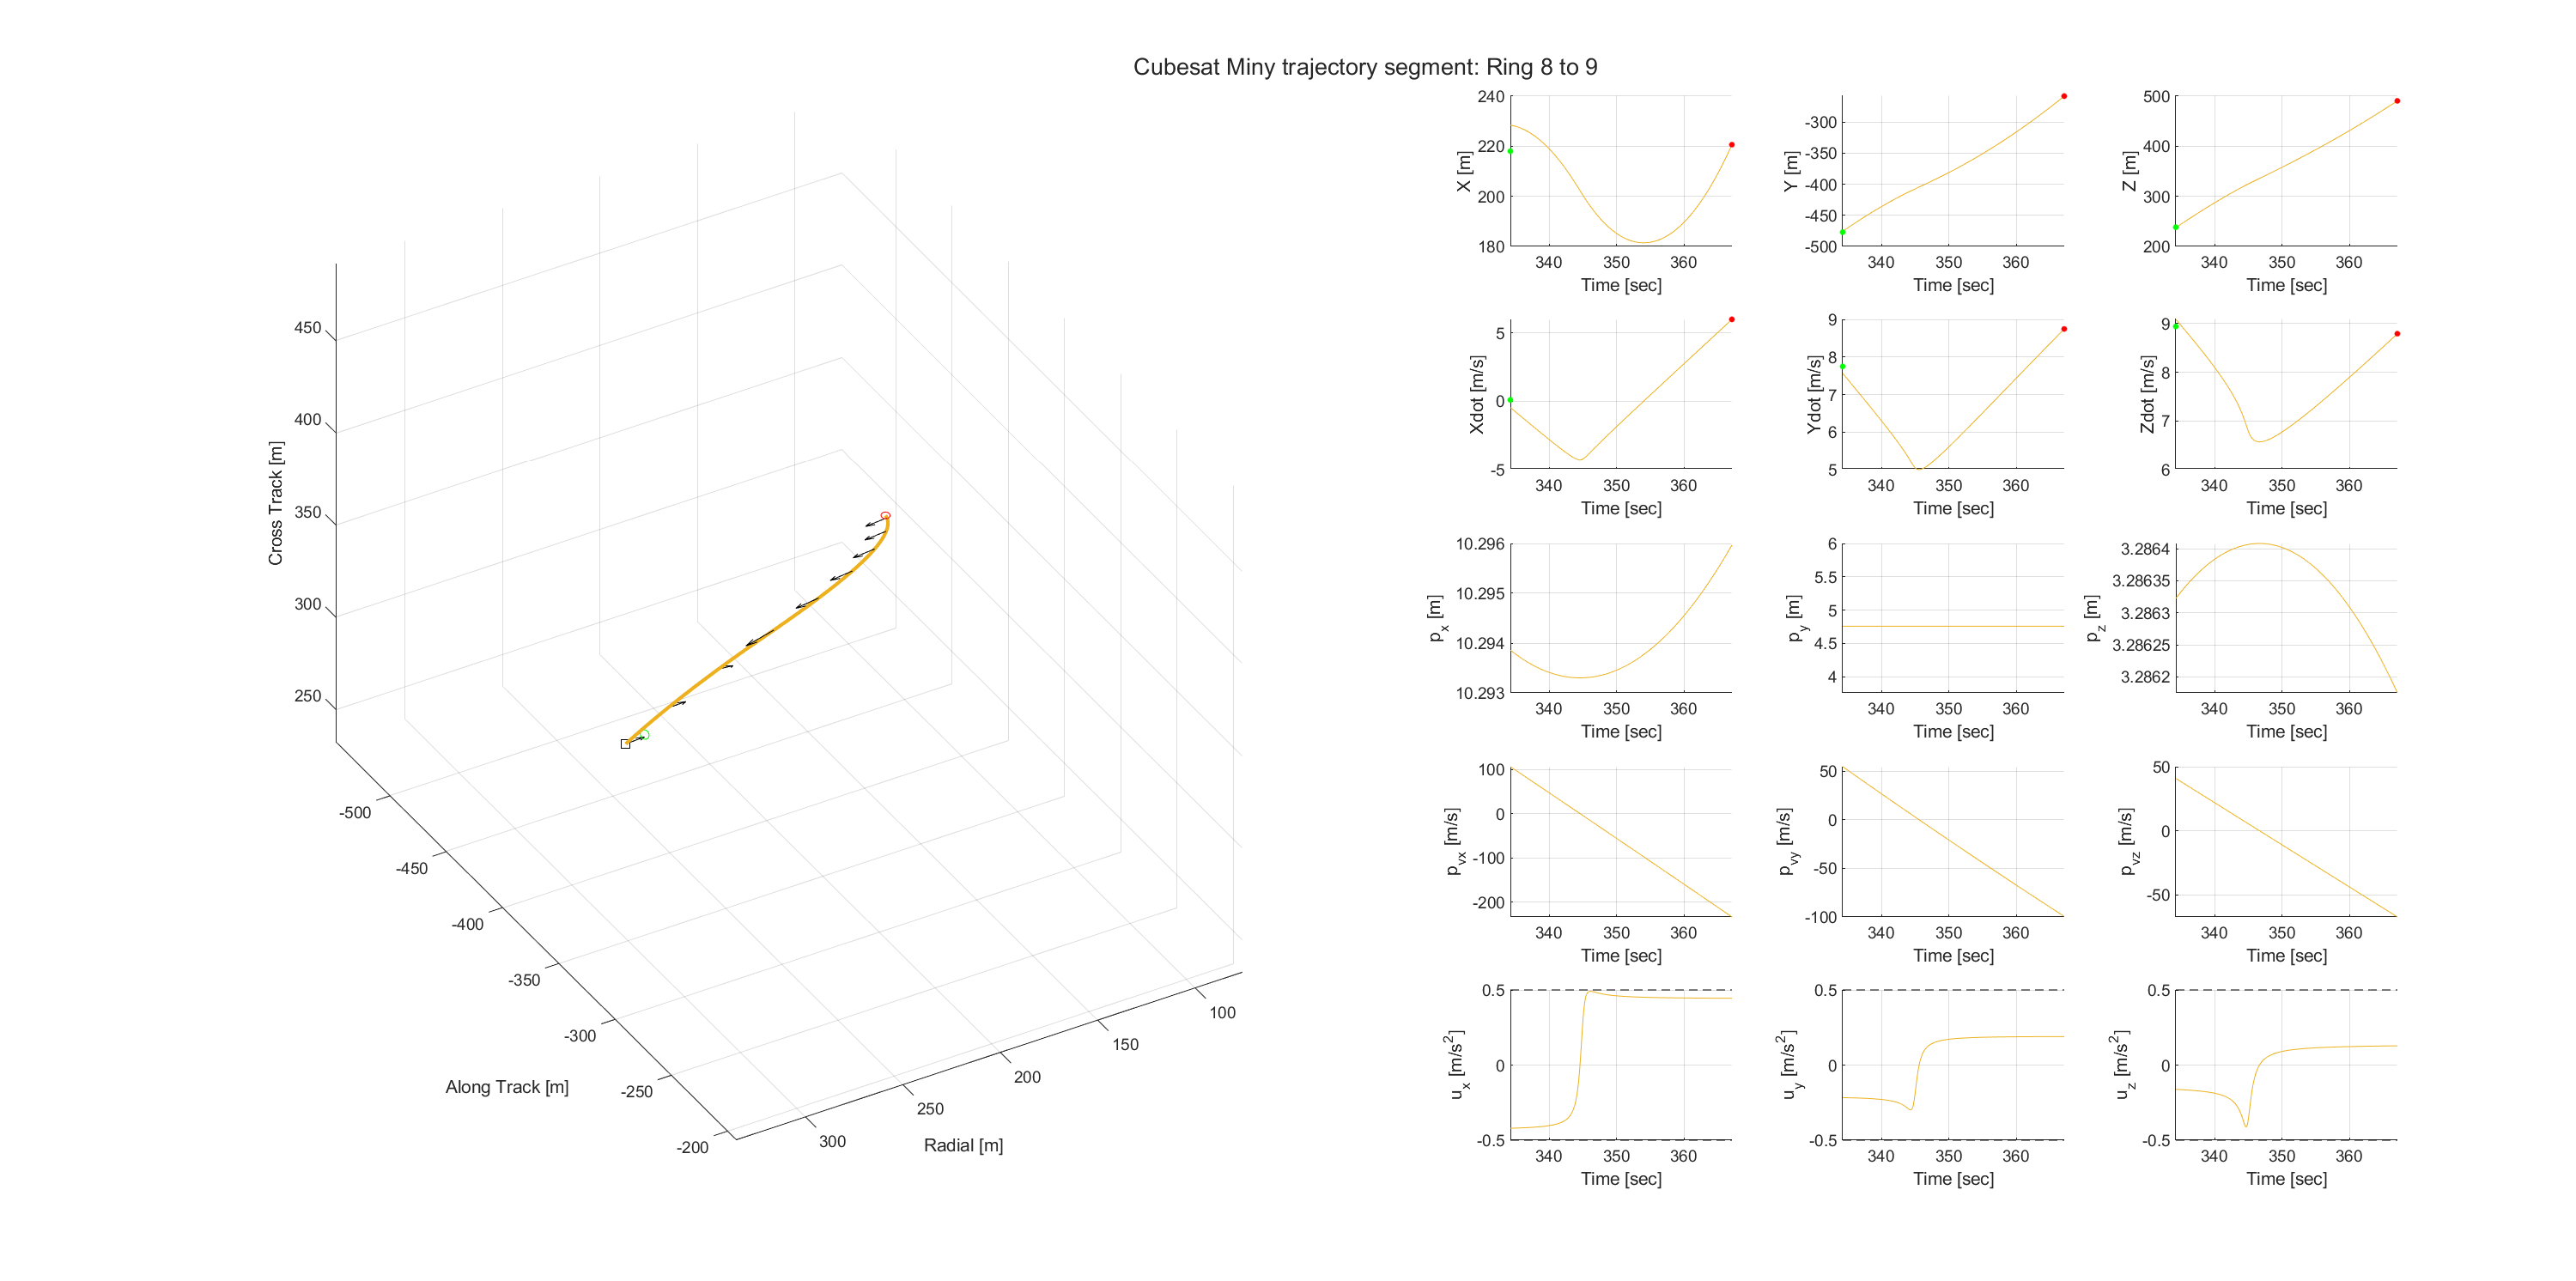 Cubesat Miny trajectory segment: Ring 8 to 9
450
400
350
300
250
Cross Track [m]
-500
-450
-400
-350
-300
-250
-200
Along Track [m]
300
250
200
150
100
Radial [m]
240
220
200
180
X [m]
340 350 360
Time [sec]
-300
-350
-400
-450
-500
Y [m]
340 350 360
Time [sec]
500
400
300
200
Z [m]
340 350 360
Time [sec]
5
0
-5
Xdot [m/s]
340 350 360
Time [sec]
9
8
7
6
5
Ydot [m/s]
340 350 360
Time [sec]
9
8
7
6
Zdot [m/s]
340 350 360
Time [sec]
10.296
10.295
10.294
10.293
p_x [m]
340 350 360
Time [sec]
6
5.5
5
4.5
4
p_y [m]
340 350 360
Time [sec]
3.2864
3.28635
3.2863
3.28625
3.2862
p_z [m]
340 350 360
Time [sec]
100
0
-100
-200
p_vx [m/s]
340 350 360
Time [sec]
50
0
-50
-100
p_vy [m/s]
340 350 360
Time [sec]
50
0
-50
p_vz [m/s]
340 350 360
Time [sec]
0.5
0
-0.5
u_x [m/s²]
340 350 360
Time [sec]
0.5
0
-0.5
u_y [m/s²]
340 350 360
Time [sec]
0.5
0
-0.5
u_z [m/s²]
340 350 360
Time [sec]